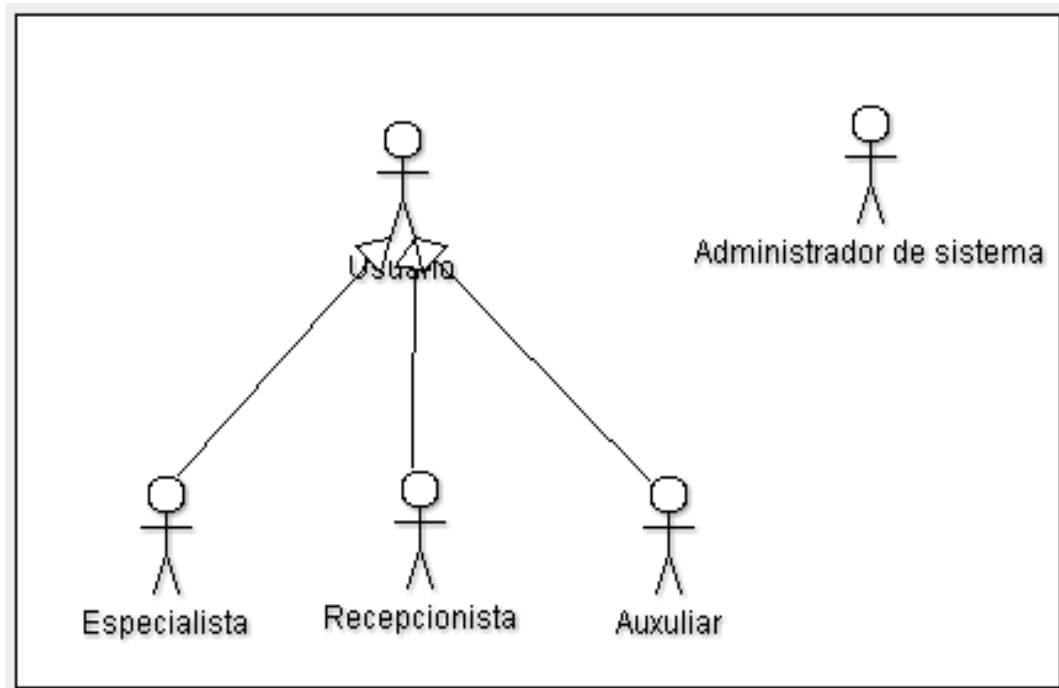 Usuario
Administrador de sistema
Especialista
Recepcionista
Auxuliar